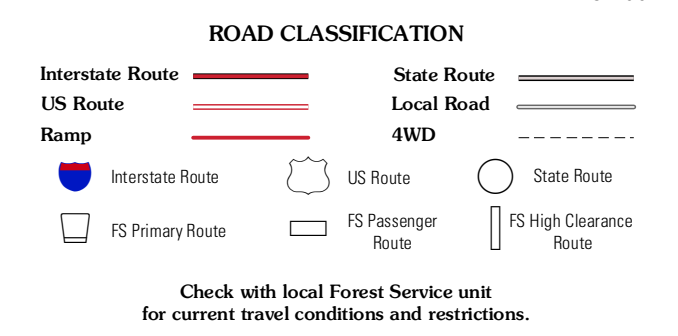 ROAD CLASSIFICATION
Interstate Route
State Route
US Route
Local Road
Ramp
4WD
Interstate Route
US Route
State Route
FS Primary Route
FS Passenger
Route
FS High Clearance
Route
Check with local Forest Service unit
for current travel conditions and restrictions.